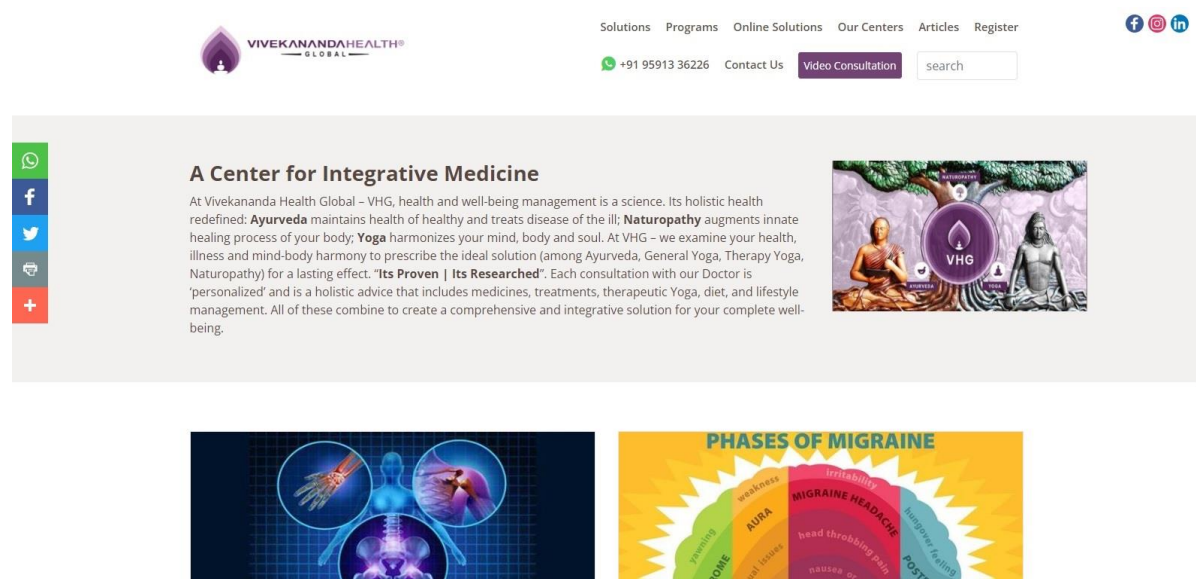 Solutions Programs Online Solutions Our Centers Articles Register
VIVEKANANDAHEALTH®
GLOBAL
+91 95913 36226 Contact Us Video Consultation search
A Center for Integrative Medicine
At Vivekananda Health Global – VHG, health and well-being management is a science. Its holistic health
redefined: Ayurveda maintains health of healthy and treats disease of the ill; Naturopathy augments innate
healing process of your body; Yoga harmonizes your mind, body and soul. At VHG – we examine your health,
illness and mind-body harmony to prescribe the ideal solution (among Ayurveda, General Yoga, Therapy Yoga,
Naturopathy) for a lasting effect. “Its Proven | Its Researched”. Each consultation with our Doctor is
‘personalized’ and is a holistic advice that includes medicines, treatments, therapeutic Yoga, diet, and lifestyle
management. All of these combine to create a comprehensive and integrative solution for your complete well-
being.
NATUROPATHY
VHG
AYURVEDA
YOGA
PHASES OF MIGRAINE
irritability
weakness
MIGRAINE HEADACHE
hungover feeling
AURA
yawning
head throbbing pain
nausea or